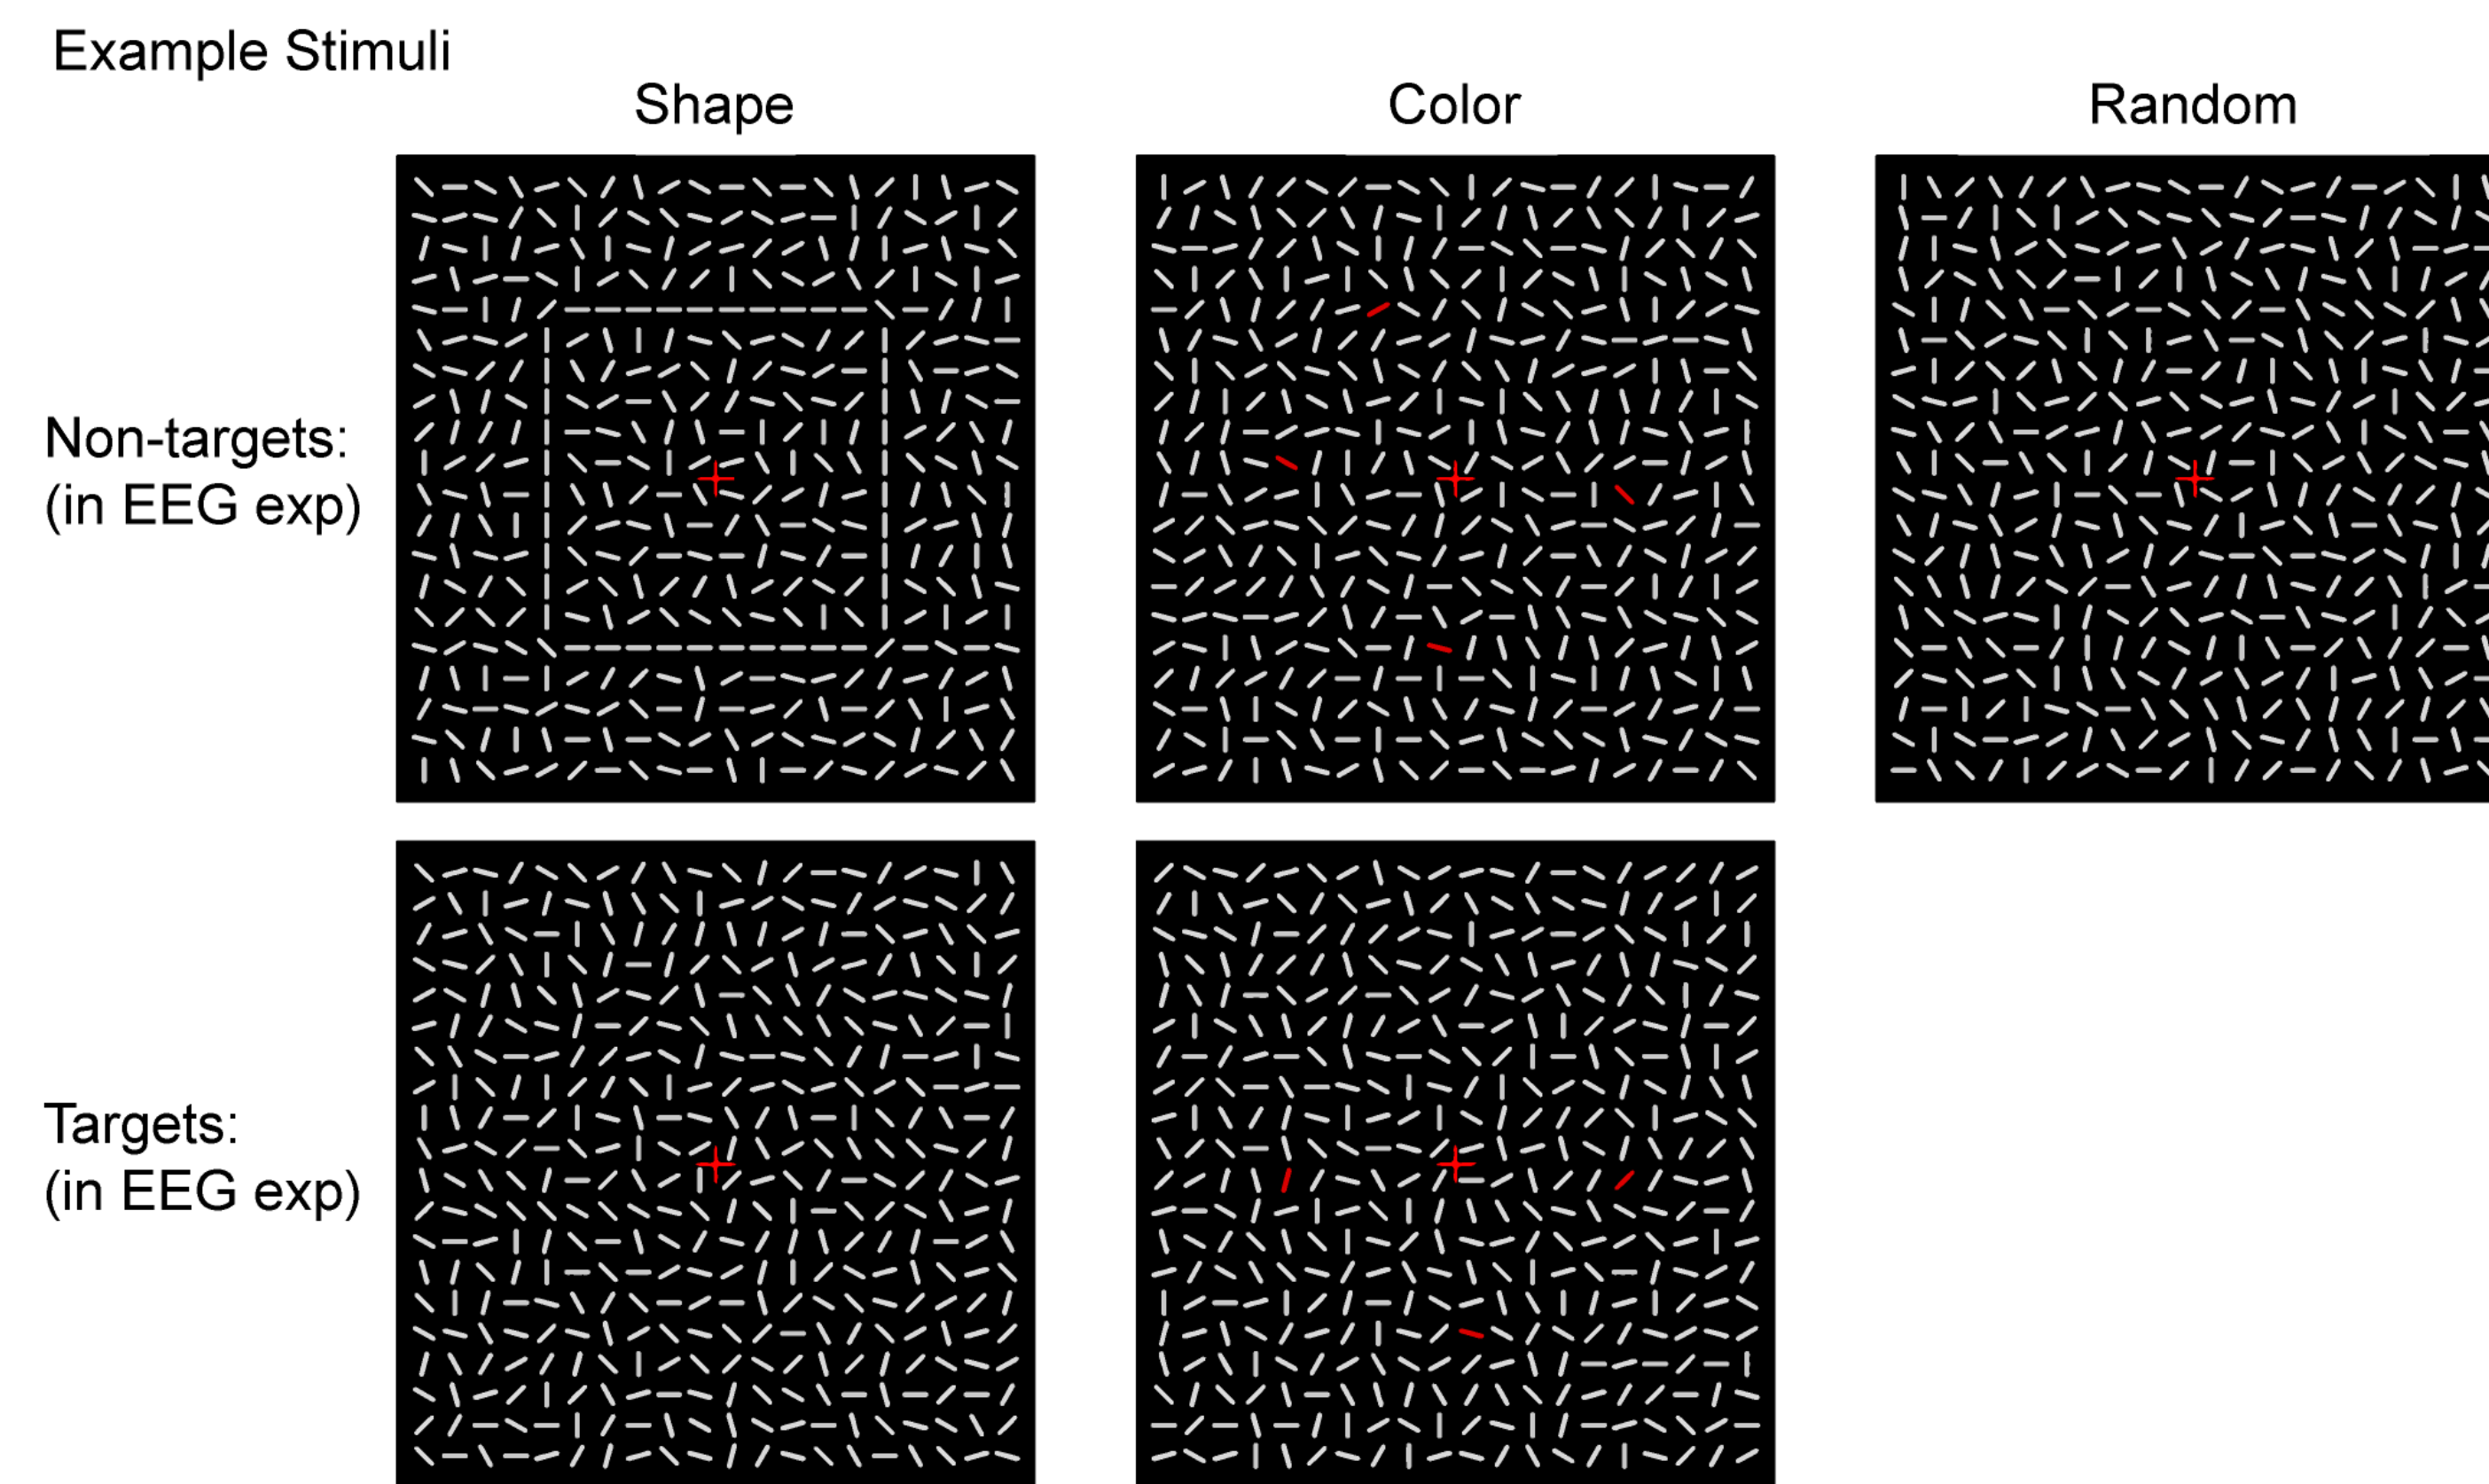 Example Stimuli
Shape
Color
Random
Non-targets:
(in EEG exp)
Targets:
(in EEG exp)